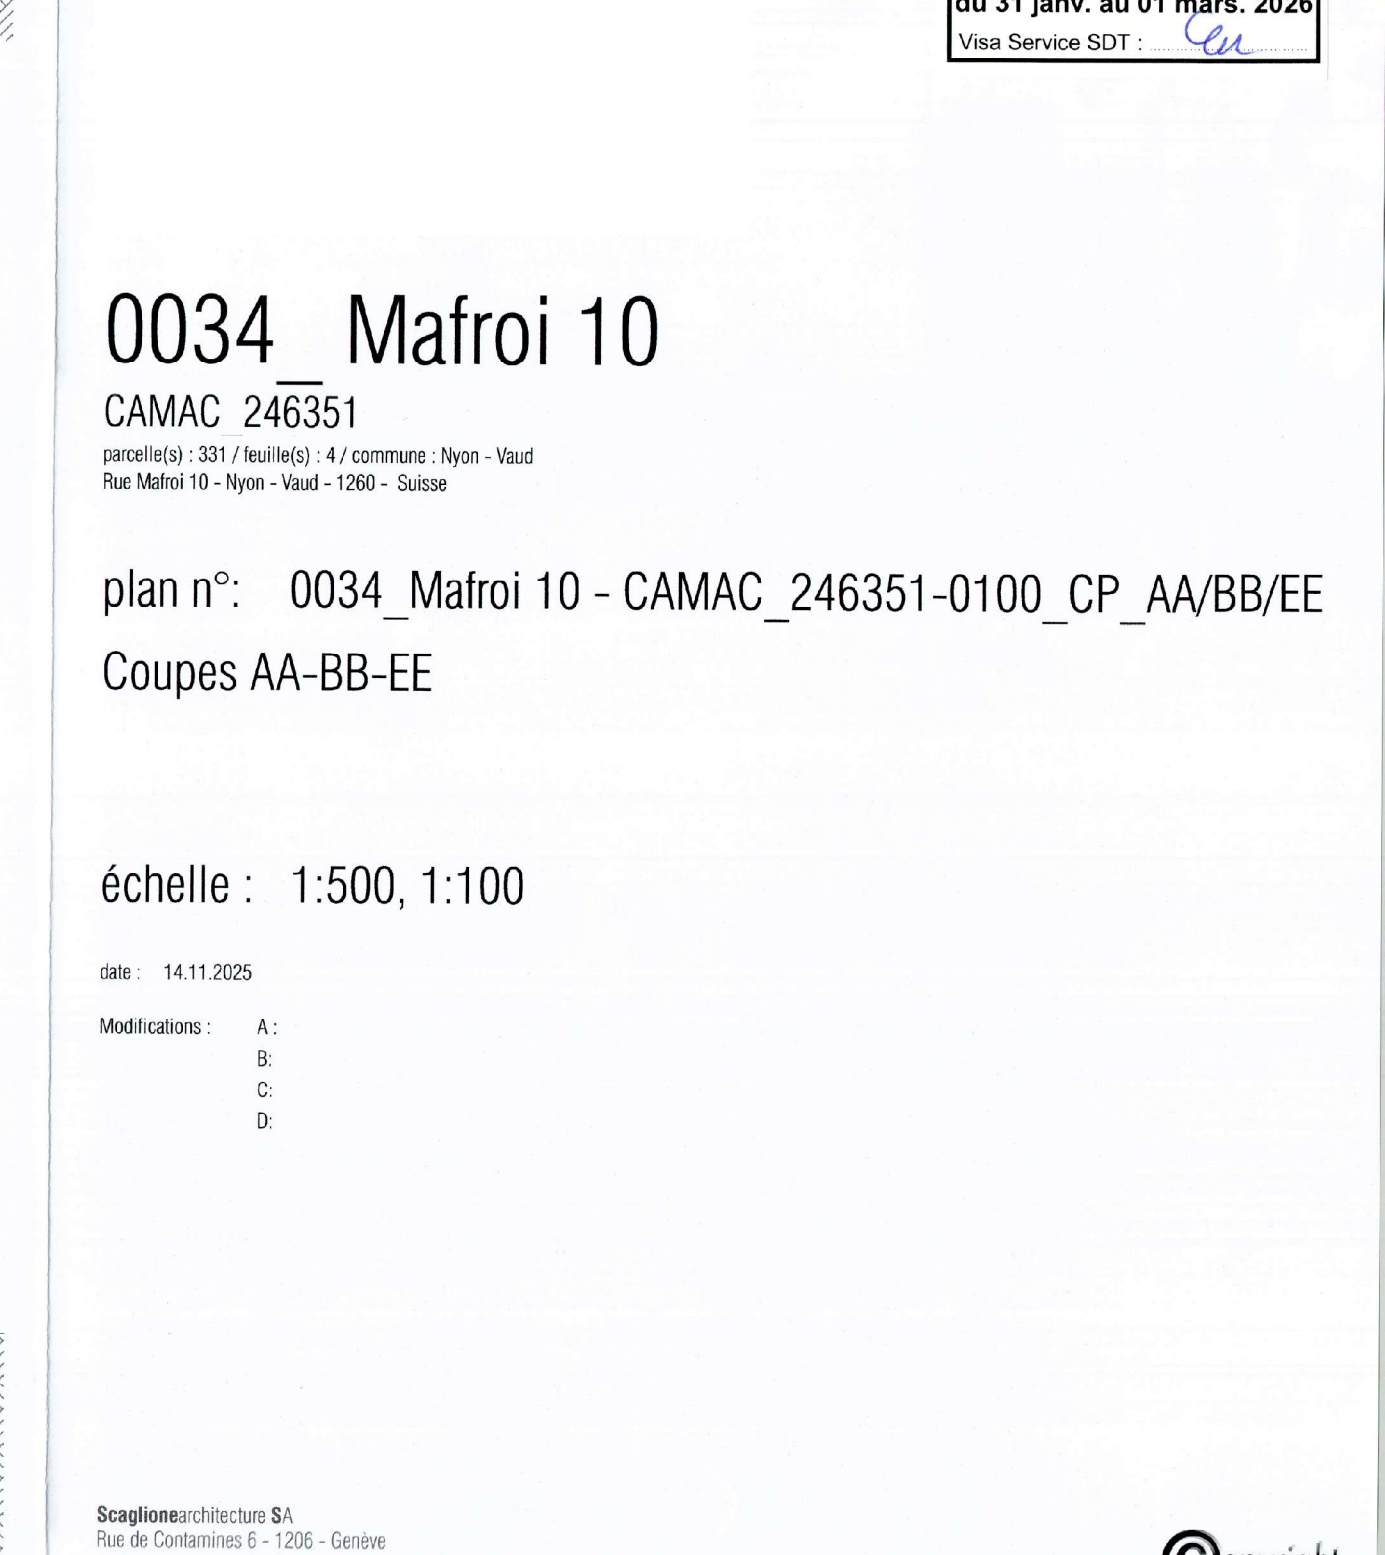 du 31 janv. au 01 mars. 2026
Visa Service SDT :
0034_ Mafroi 10
CAMAC_246351
parcelle(s) : 331 / feuille(s) : 4 / commune : Nyon - Vaud
Rue Mafroi 10 - Nyon - Vaud - 1260 - Suisse
plan n°: 0034_Mafroi 10 - CAMAC_246351-0100_CP_AA/BB/EE
Coupes AA-BB-EE
échelle : 1:500, 1:100
date : 14.11.2025
Modifications : A :
B:
C:
D:
Scaglionearchitecture SA
Rue de Contamines 6 - 1206 - Genève